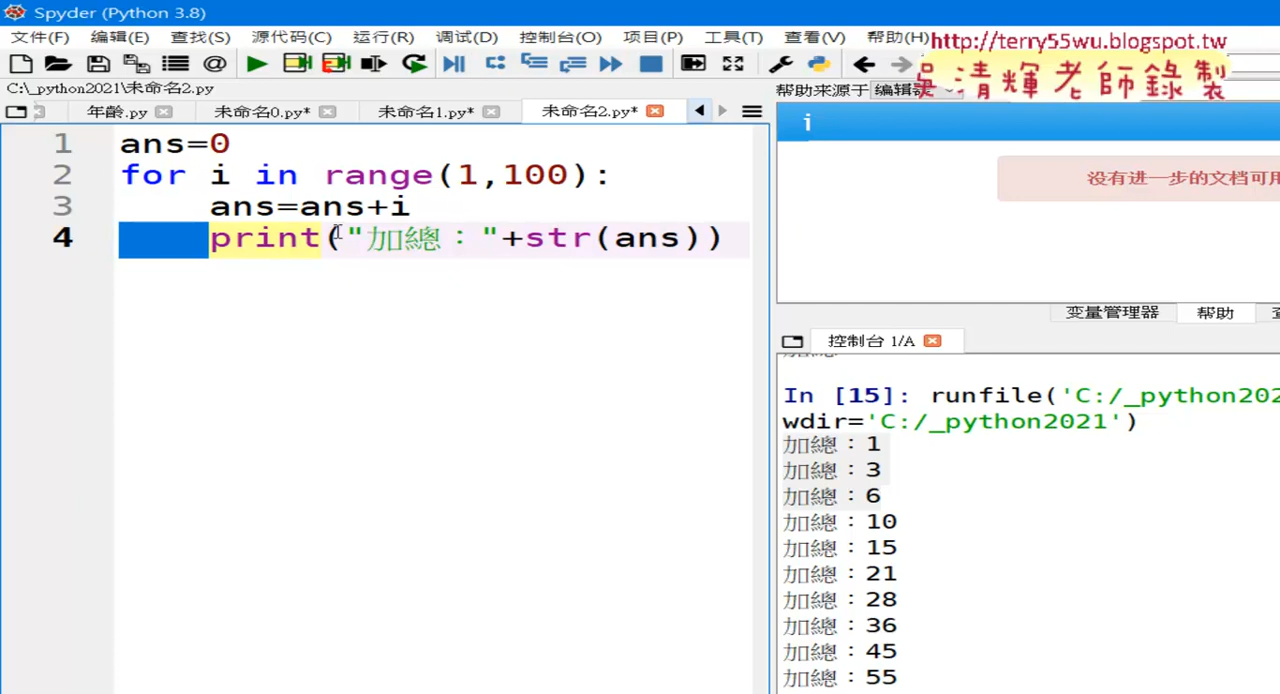 Spyder (Python 3.8)
文件(F) 编辑(E) 查找(S) 源代码(C) 运行(R) 调试(D) 控制台(O) 项目(P) 工具(T) 查看(V) 帮助(H)
http://terry55wu.blogspot.tw
吳清輝老師錄製
C:\_python2021\未命名2.py
帮助来源于 编辑器
年齡.py 未命名0.py* 未命名1.py* 未命名2.py*
i
1 ans=0
2 for i in range(1,100):
3 ans=ans+i
4 print("加總："+str(ans))
没有进一步的文档可用
变量管理器 帮助
控制台 1/A
In [15]: runfile('C:/_python202
wdir='C:/_python2021')
加總：1
加總：3
加總：6
加總：10
加總：15
加總：21
加總：28
加總：36
加總：45
加總：55